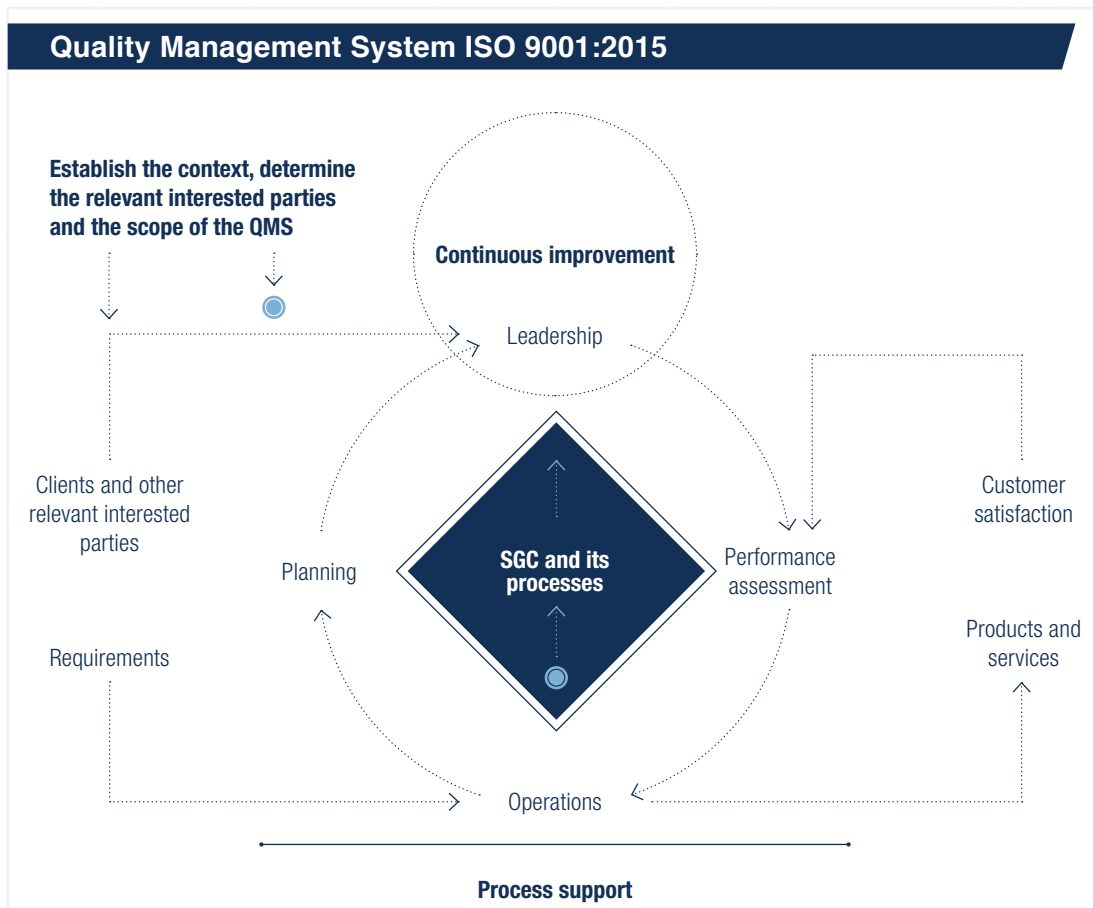 Quality Management System ISO 9001:2015
Establish the context, determine
the relevant interested parties
and the scope of the QMS
Continuous improvement
Leadership
Clients and other
relevant interested
parties
Customer
satisfaction
Planning
SGC and its
processes
Performance
assessment
Requirements
Products and
services
Operations
Process support